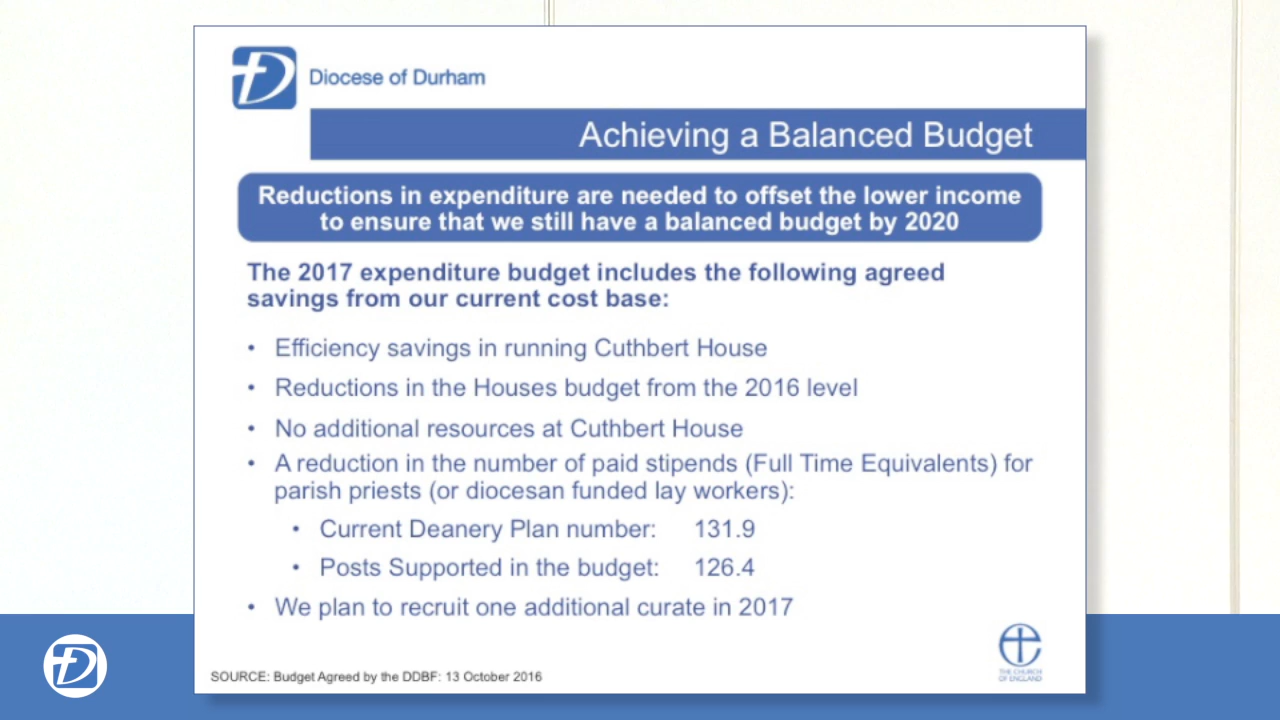 Diocese of Durham
Achieving a Balanced Budget
Reductions in expenditure are needed to offset the lower income
to ensure that we still have a balanced budget by 2020
The 2017 expenditure budget includes the following agreed
savings from our current cost base:
• Efficiency savings in running Cuthbert House
• Reductions in the Houses budget from the 2016 level
• No additional resources at Cuthbert House
• A reduction in the number of paid stipends (Full Time Equivalents) for
parish priests (or diocesan funded lay workers):
• Current Deanery Plan number: 131.9
• Posts Supported in the budget: 126.4
• We plan to recruit one additional curate in 2017
THE CHURCH
OF ENGLAND
SOURCE: Budget Agreed by the DDBF: 13 October 2016